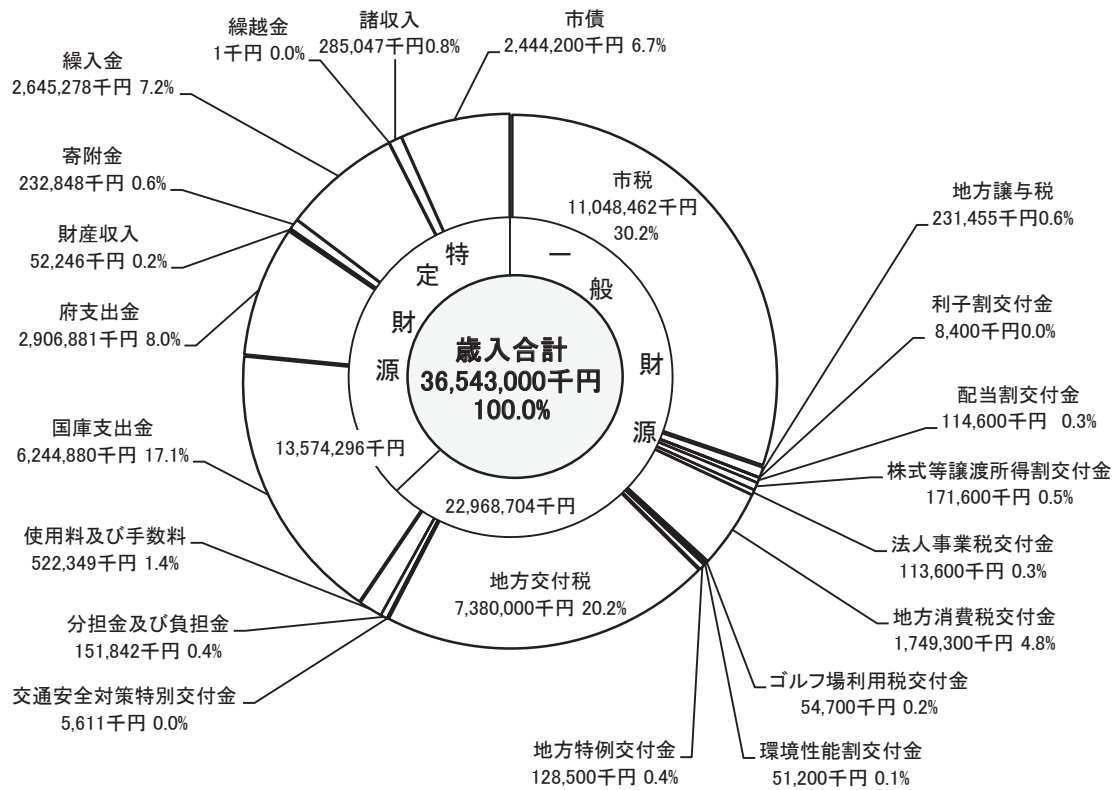 繰越金
1千円 0.0%
諸収入
285,047千円0.8%
市債
2,444,200千円 6.7%
繰入金
2,645,278千円 7.2%
寄附金
232,848千円 0.6%
財産収入
52,246千円 0.2%
府支出金
2,906,881千円 8.0%
国庫支出金
6,244,880千円 17.1%
使用料及び手数料
522,349千円 1.4%
分担金及び負担金
151,842千円 0.4%
交通安全対策特別交付金
5,611千円 0.0%
市税
11,048,462千円
30.2%
地方譲与税
231,455千円0.6%
利子割交付金
8,400千円0.0%
配当割交付金
114,600千円 0.3%
株式等譲渡所得割交付金
171,600千円 0.5%
法人事業税交付金
113,600千円 0.3%
地方消費税交付金
1,749,300千円 4.8%
ゴルフ場利用税交付金
54,700千円 0.2%
環境性能割交付金
51,200千円 0.1%
地方特例交付金
128,500千円 0.4%
地方交付税
7,380,000千円 20.2%
特定財源
13,574,296千円
一般財源
22,968,704千円
歳入合計
36,543,000千円
100.0%